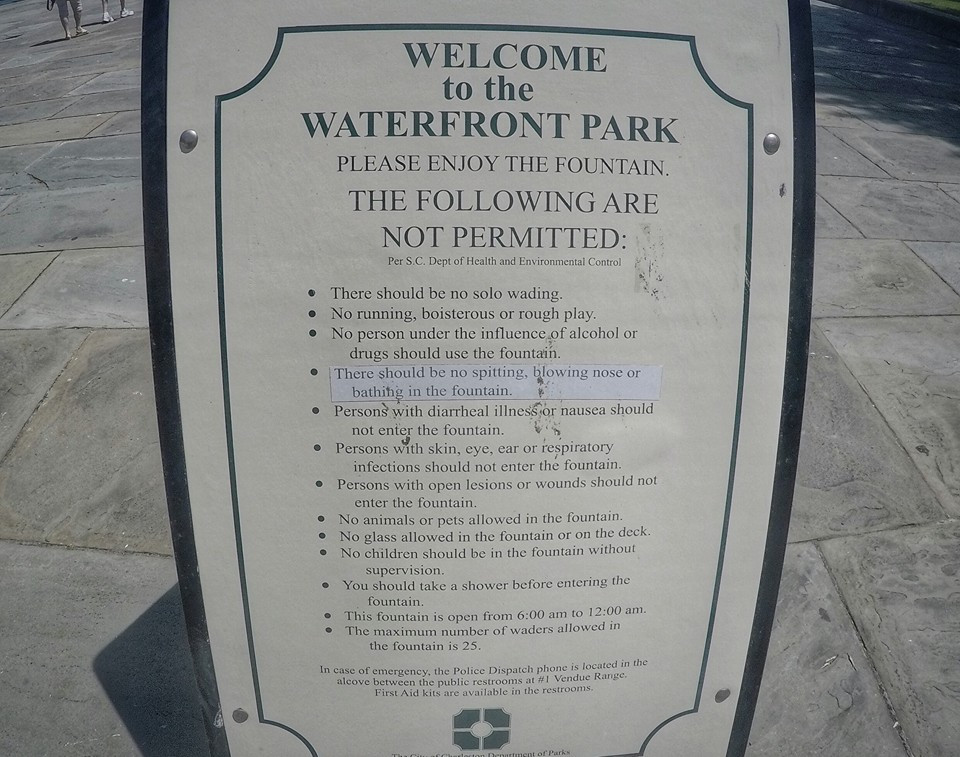 WELCOME
to the
WATERFRONT PARK
PLEASE ENJOY THE FOUNTAIN.
THE FOLLOWING ARE
NOT PERMITTED:
Per S.C. Dept of Health and Environmental Control
• There should be no solo wading.
• No running, boisterous or rough play.
• No person under the influence of alcohol or
drugs should use the fountain.
• There should be no spitting, blowing nose or
bathing in the fountain.
• Persons with diarrheal illness or nausea should
not enter the fountain.
• Persons with skin, eye, ear or respiratory
infections should not enter the fountain.
• Persons with open lesions or wounds should not
enter the fountain.
• No animals or pets allowed in the fountain.
• No glass allowed in the fountain or on the deck.
• No children should be in the fountain without
supervision.
• You should take a shower before entering the
fountain.
• This fountain is open from 6:00 am to 12:00 am.
• The maximum number of waders allowed in
the fountain is 25.
In case of emergency, the Police Dispatch phone is located in the
alcove between the public restrooms at #1 Vendue Range.
First Aid kits are available in the restrooms.
The City of Charleston Department of Parks